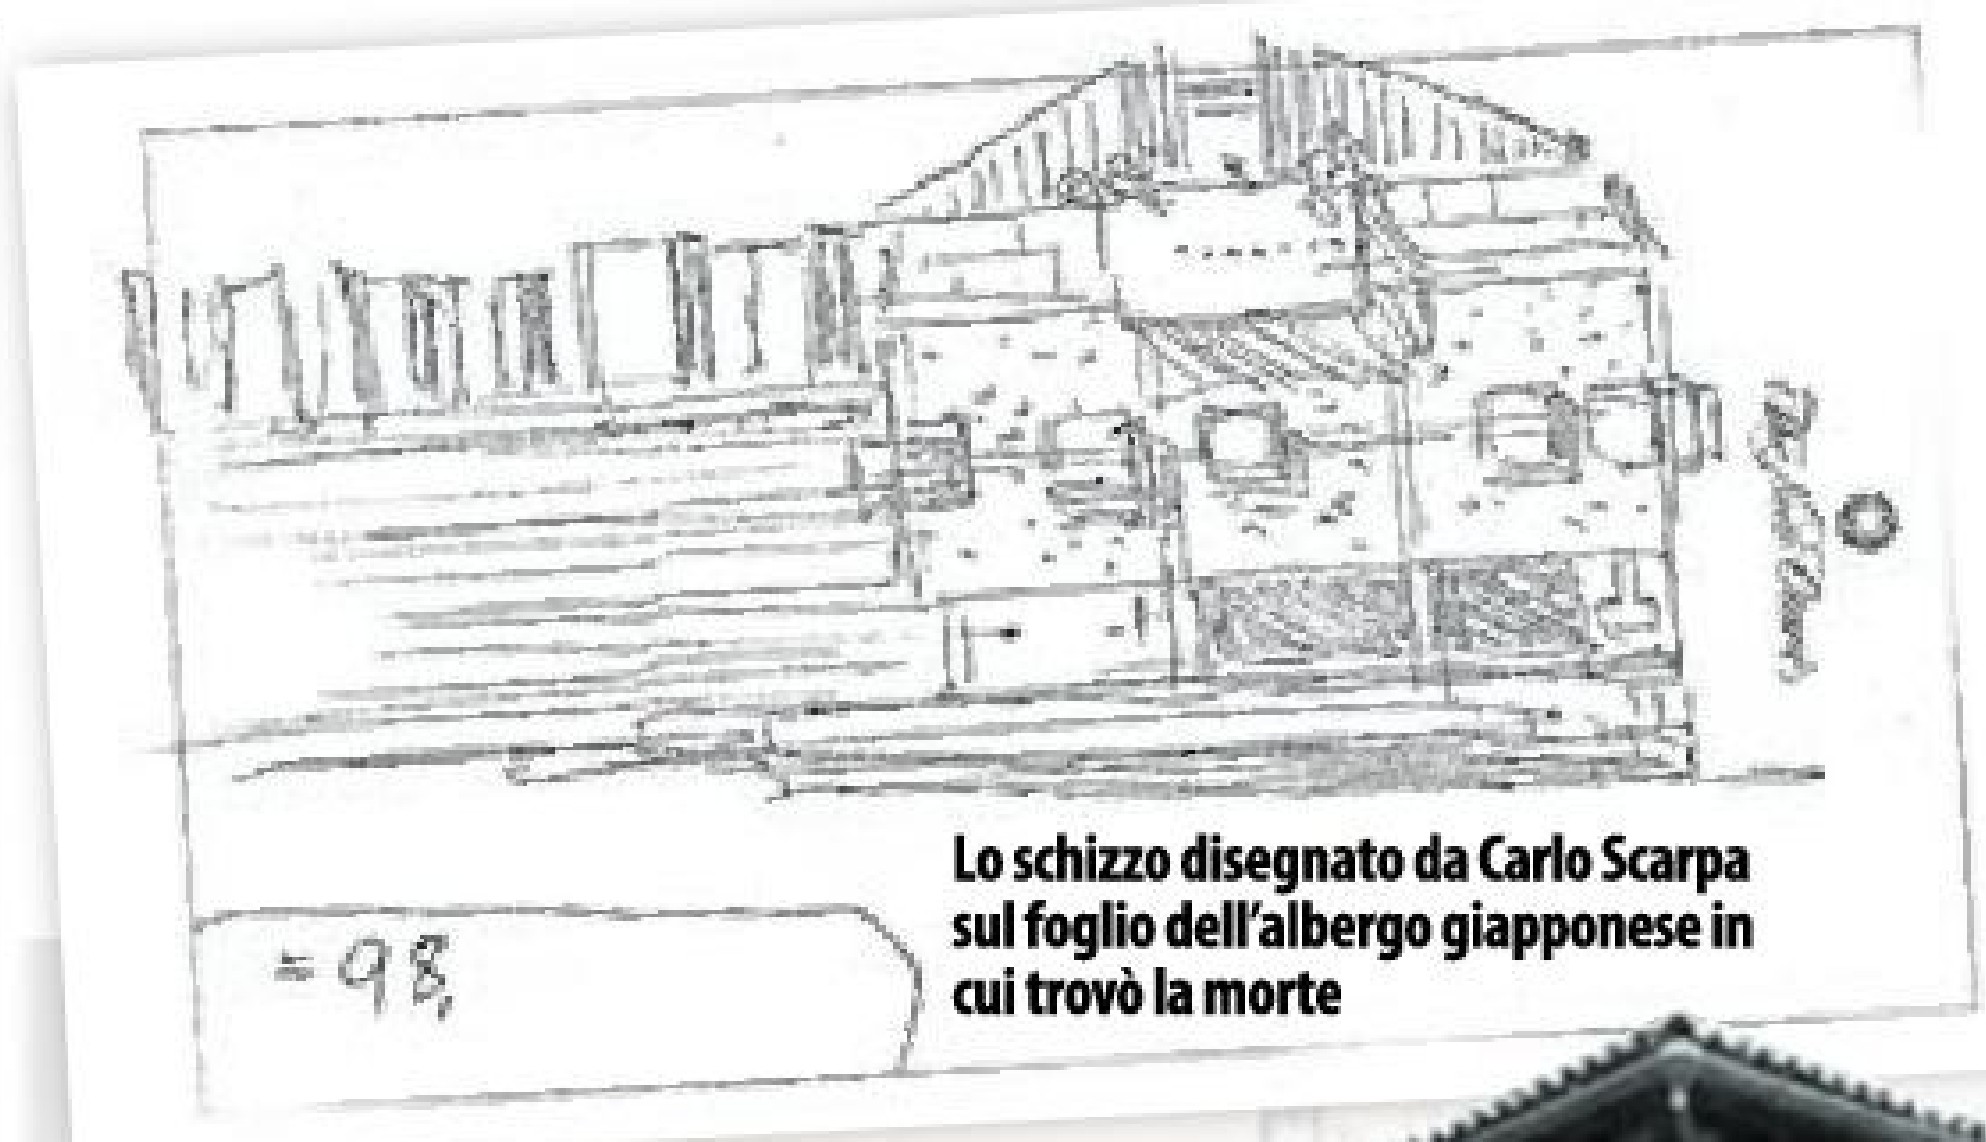 Lo schizzo disegnato da Carlo Scarpa
sul foglio dell'albergo giapponese in
cui trovò la morte
= 98,